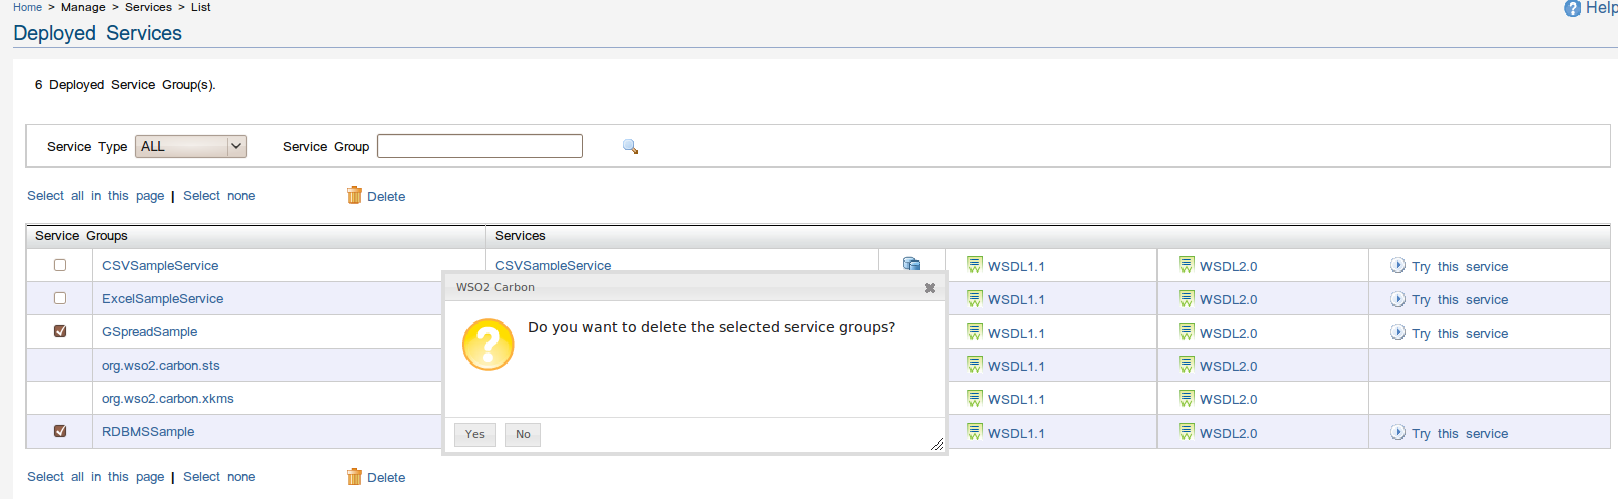 Home > Manage > Services > List
Help
Deployed Services
6 Deployed Service Group(s).
Service Type ALL Service Group
Select all in this page | Select none Delete
Service Groups Services
CSVSampleService CSVSampleService WSDL1.1 WSDL2.0 Try this service
ExcelSampleService WSDL1.1 WSDL2.0 Try this service
GSpreadSample WSDL1.1 WSDL2.0 Try this service
org.wso2.carbon.sts WSDL1.1 WSDL2.0
org.wso2.carbon.xkms WSDL1.1 WSDL2.0
RDBMSSample WSDL1.1 WSDL2.0 Try this service
WSO2 Carbon
Do you want to delete the selected service groups?
Yes No
Select all in this page | Select none Delete